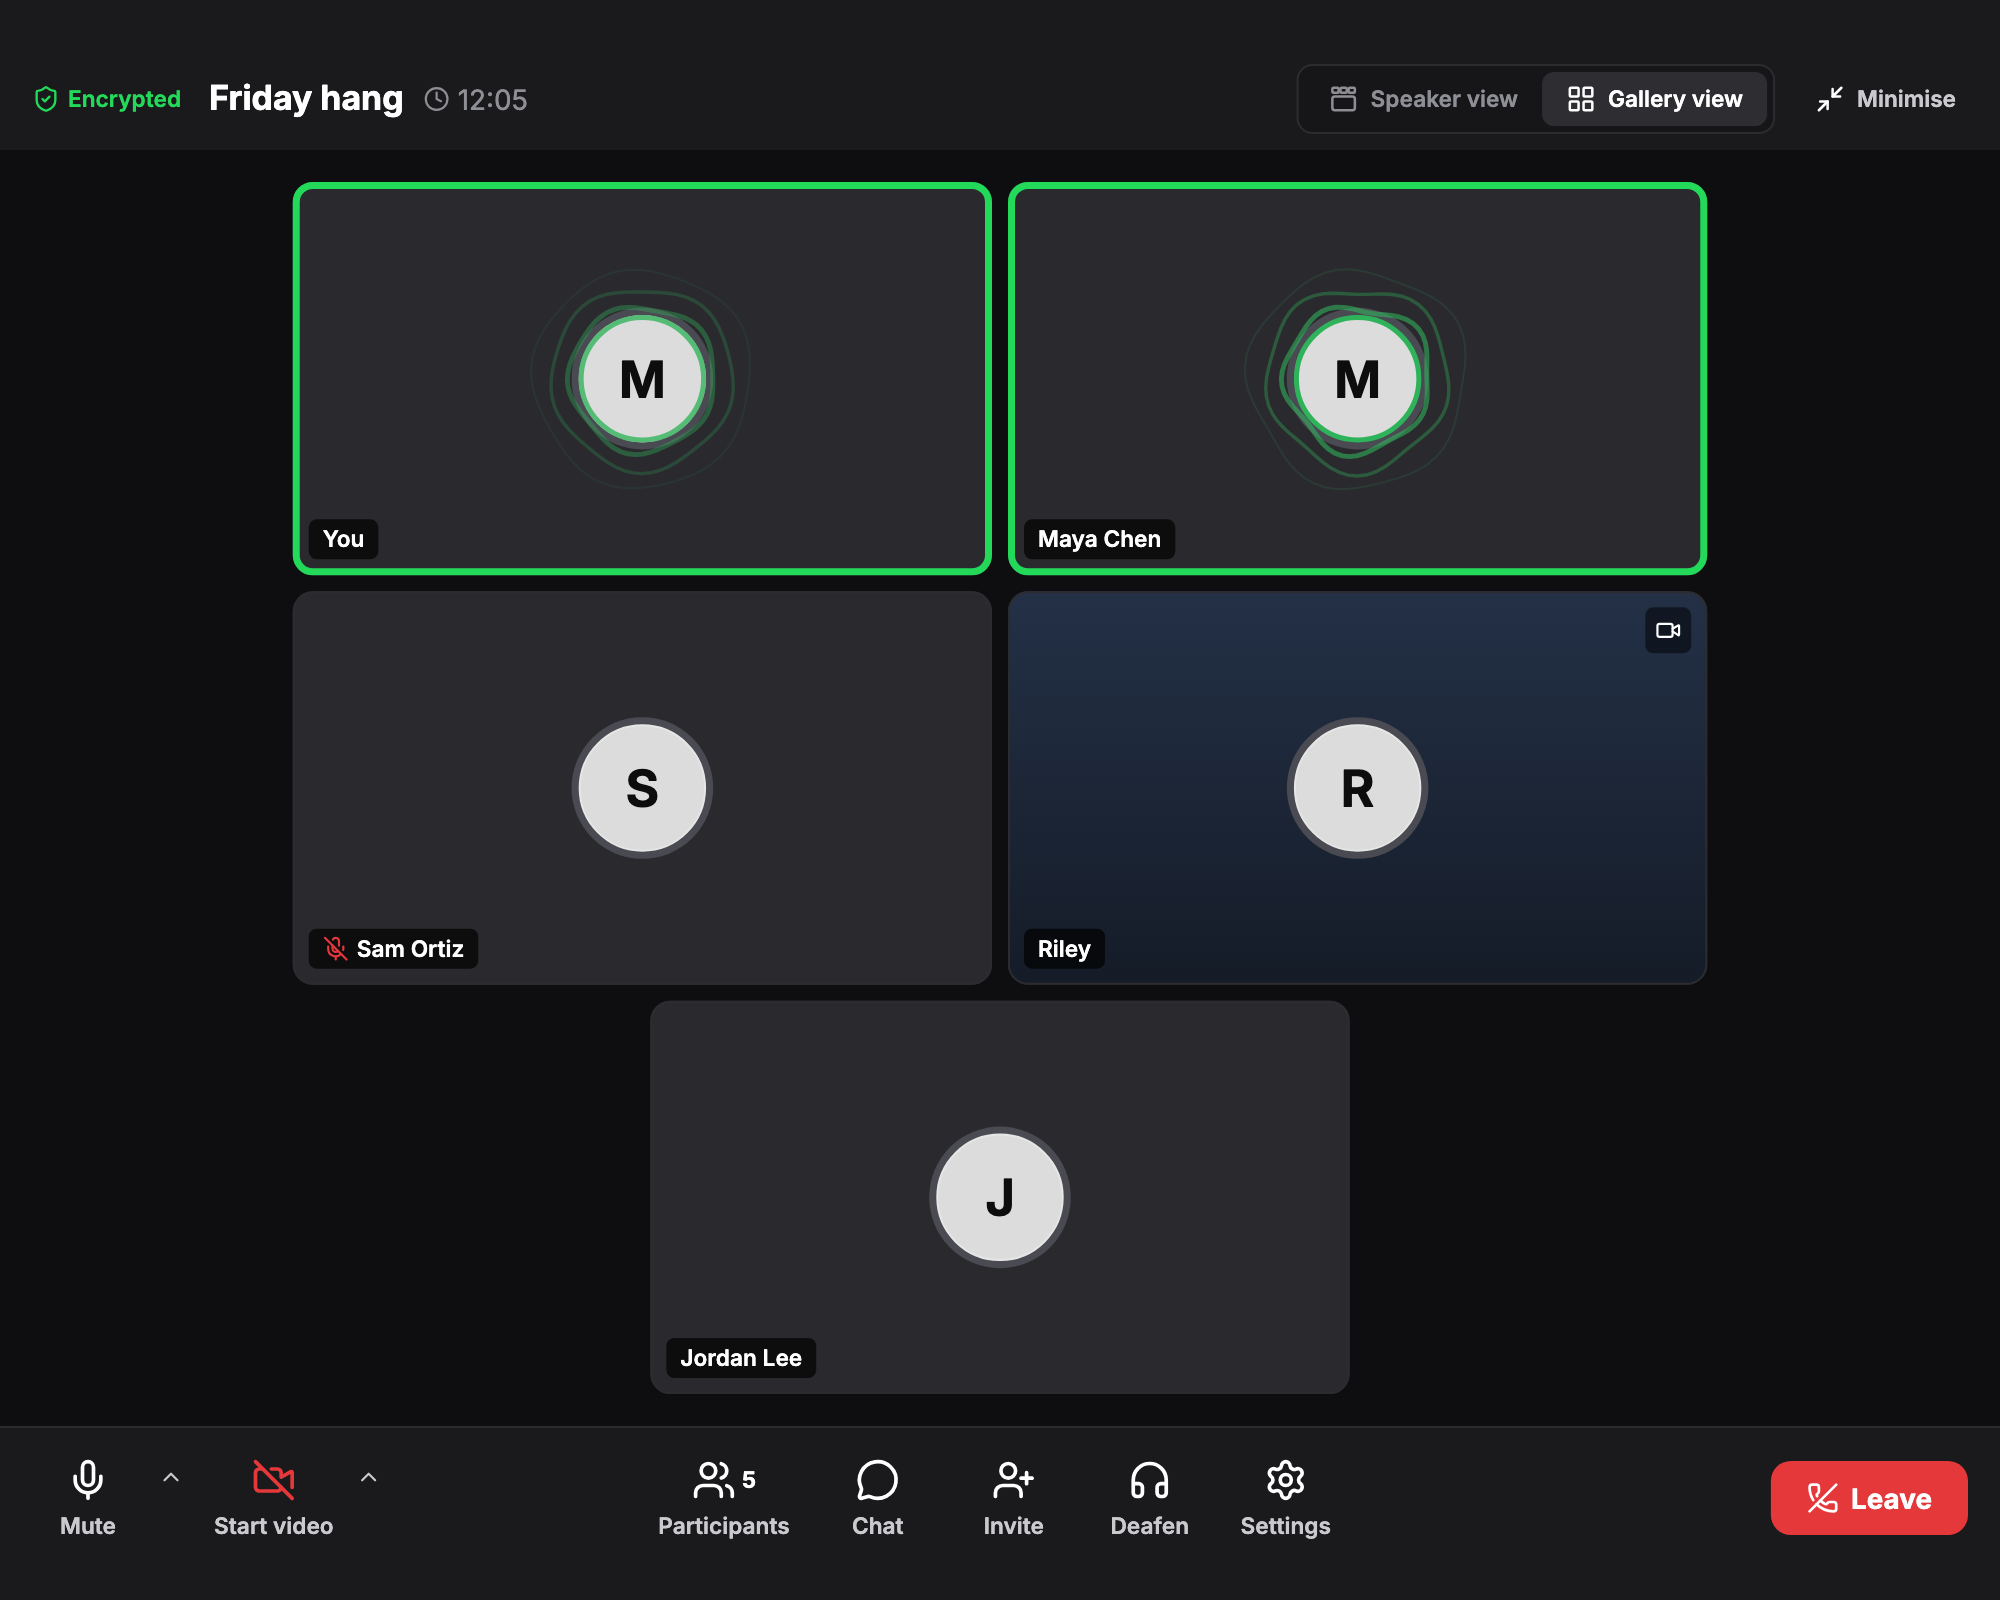 Encrypted Friday hang 12:05 Speaker view Gallery view Minimise
M
You
M
Maya Chen
S
Sam Ortiz
R
Riley
J
Jordan Lee
5
Mute Start video Participants Chat Invite Deafen Settings Leave